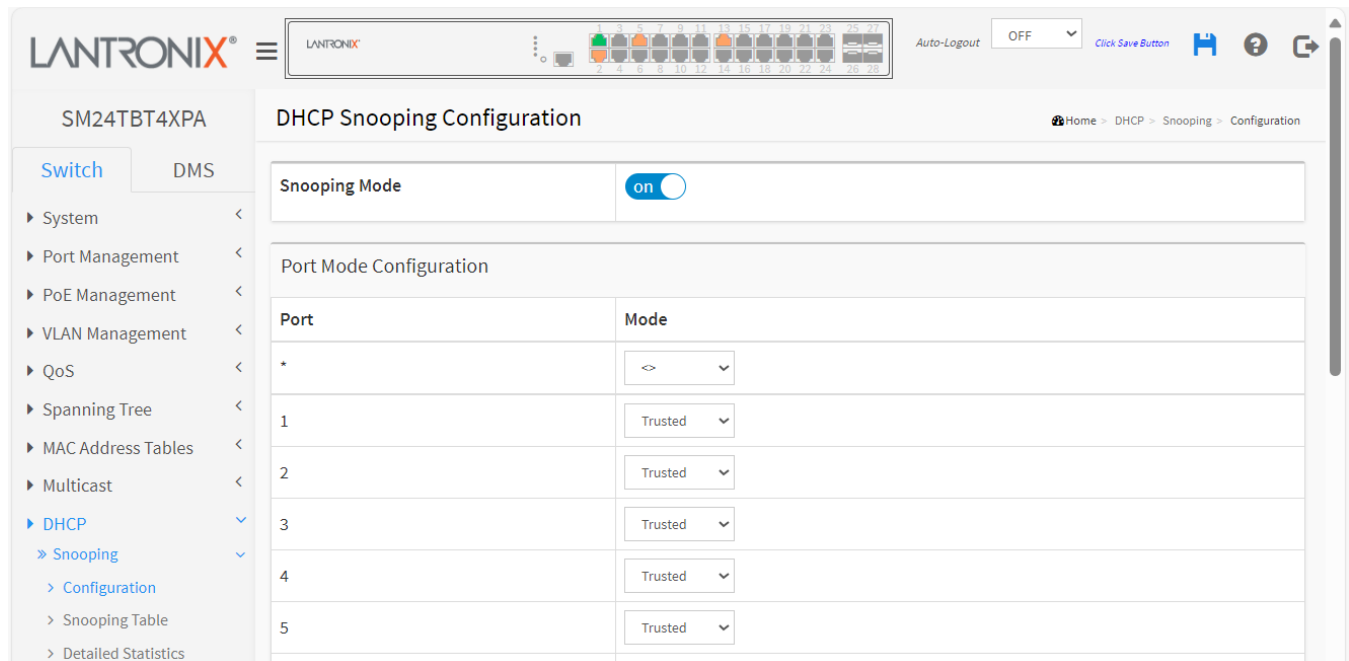 LANTRONIX®
LANTRONIX
1 3 5 7 9 11 13 15 17 19 21 23 25 27
2 4 6 8 10 12 14 16 18 20 22 24 26 28
Auto-Logout OFF Click Save Button
SM24TBT4XPA
DHCP Snooping Configuration
Home > DHCP > Snooping > Configuration
Switch DMS
System
Port Management
PoE Management
VLAN Management
QoS
Spanning Tree
MAC Address Tables
Multicast
DHCP
» Snooping
> Configuration
> Snooping Table
> Detailed Statistics
Snooping Mode on
Port Mode Configuration
Port Mode
* <>
1 Trusted
2 Trusted
3 Trusted
4 Trusted
5 Trusted